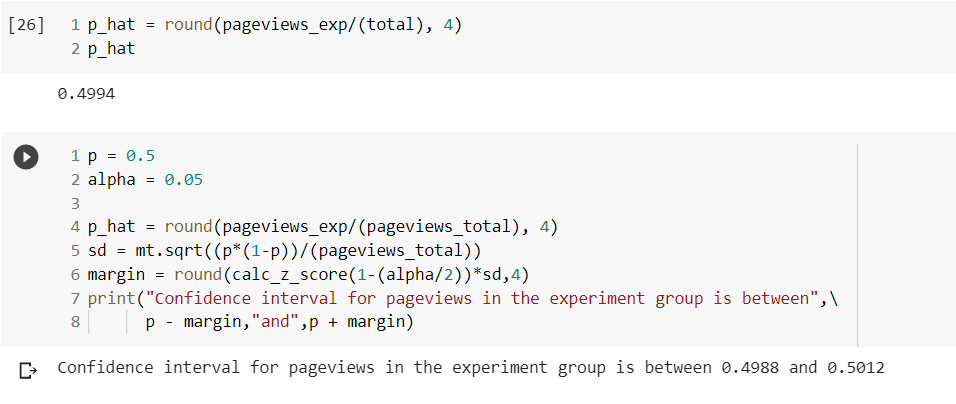 [26] 1 p_hat = round(pageviews_exp/(total), 4)
2 p_hat
0.4994
1 p = 0.5
2 alpha = 0.05
3
4 p_hat = round(pageviews_exp/(pageviews_total), 4)
5 sd = mt.sqrt((p*(1-p))/(pageviews_total))
6 margin = round(calc_z_score(1-(alpha/2))*sd,4)
7 print("Confidence interval for pageviews in the experiment group is between",\
8       p - margin,"and",p + margin)
Confidence interval for pageviews in the experiment group is between 0.4988 and 0.5012